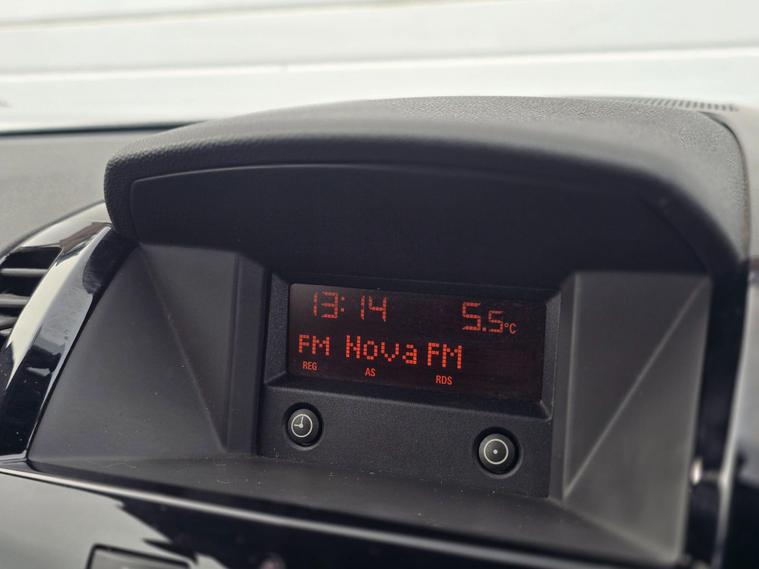 13:14 5.5°C
FM Nova FM
REG AS RDS